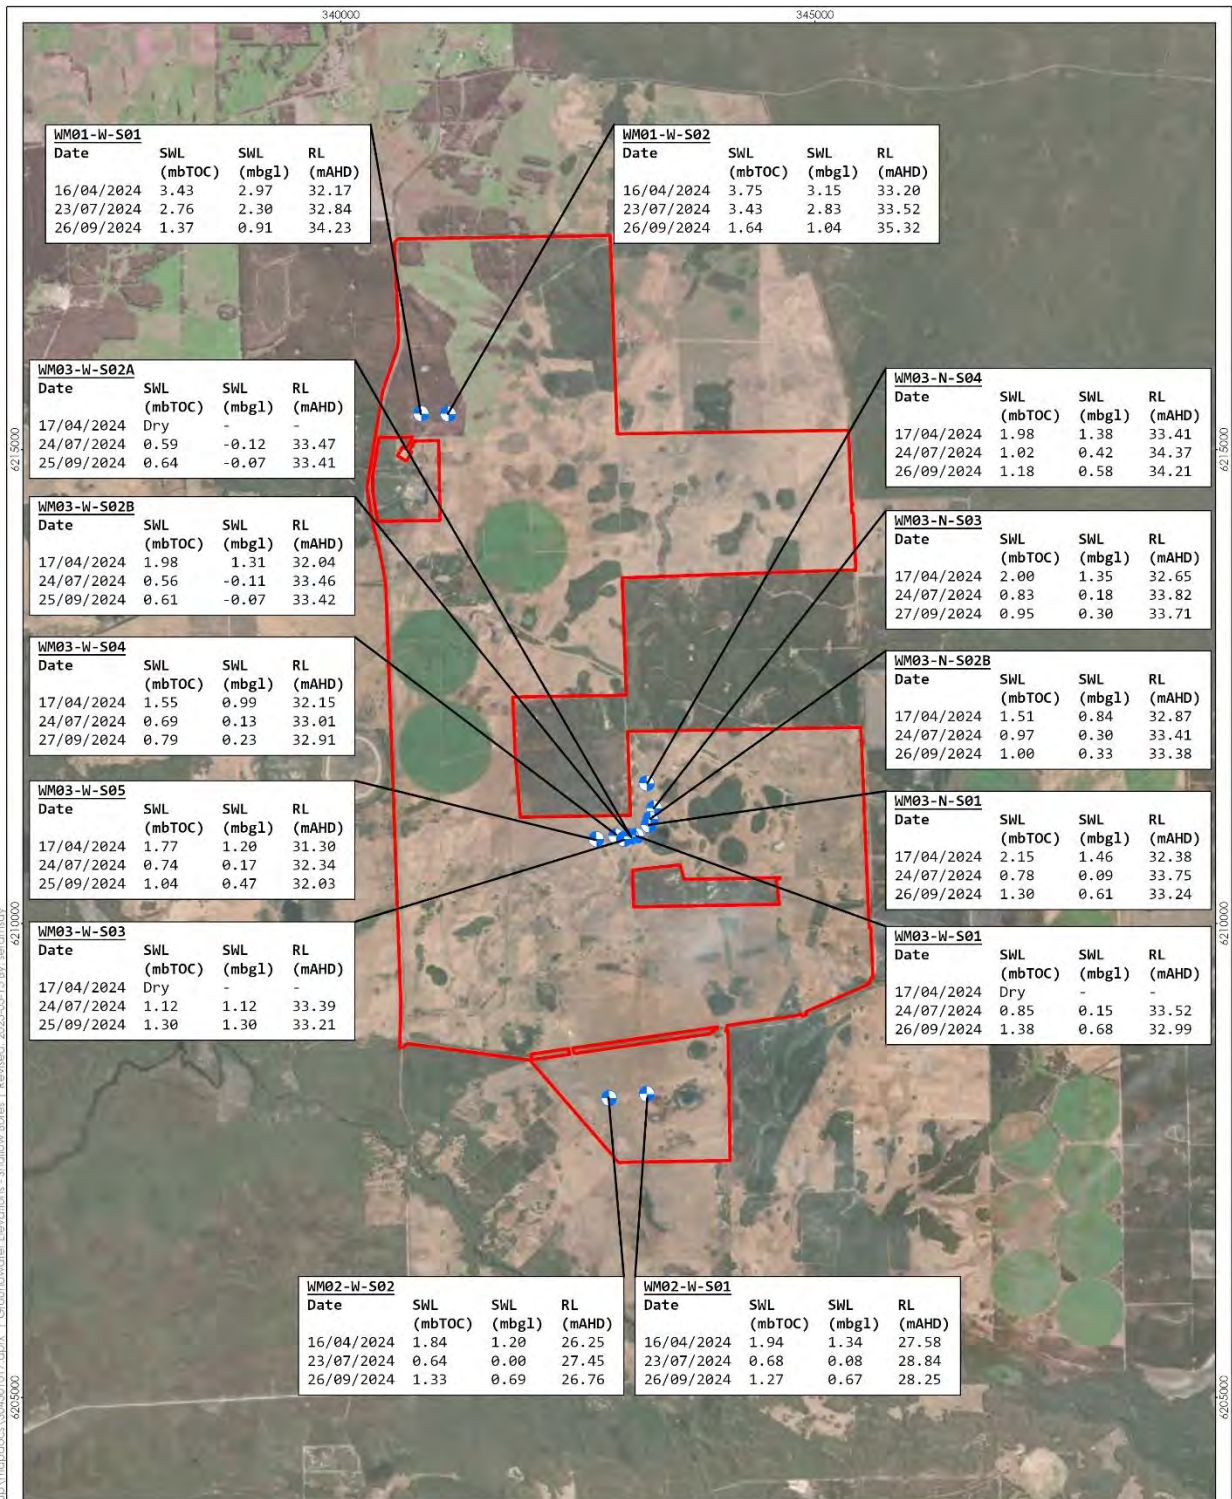 340000
345000
WM01-W-S01
Date SWL SWL RL
(mbTOC) (mbgl) (mAHD)
16/04/2024 3.43 2.97 32.17
23/07/2024 2.76 2.30 32.84
26/09/2024 1.37 0.91 34.23
WM01-W-S02
Date SWL SWL RL
(mbTOC) (mbgl) (mAHD)
16/04/2024 3.75 3.15 33.20
23/07/2024 3.43 2.83 33.52
26/09/2024 1.64 1.04 35.32
WM03-W-S02A
Date SWL SWL RL
(mbTOC) (mbgl) (mAHD)
17/04/2024 Dry - -
24/07/2024 0.59 -0.12 33.47
25/09/2024 0.64 -0.07 33.41
WM03-N-S04
Date SWL SWL RL
(mbTOC) (mbgl) (mAHD)
17/04/2024 1.98 1.38 33.41
24/07/2024 1.02 0.42 34.37
26/09/2024 1.18 0.58 34.21
6215000
6215000
WM03-W-S02B
Date SWL SWL RL
(mbTOC) (mbgl) (mAHD)
17/04/2024 1.98 1.31 32.04
24/07/2024 0.56 -0.11 33.46
25/09/2024 0.61 -0.07 33.42
WM03-N-S03
Date SWL SWL RL
(mbTOC) (mbgl) (mAHD)
17/04/2024 2.00 1.35 32.65
24/07/2024 0.83 0.18 33.82
27/09/2024 0.95 0.30 33.71
WM03-W-S04
Date SWL SWL RL
(mbTOC) (mbgl) (mAHD)
17/04/2024 1.55 0.99 32.15
24/07/2024 0.69 0.13 33.01
27/09/2024 0.79 0.23 32.91
WM03-N-S02B
Date SWL SWL RL
(mbTOC) (mbgl) (mAHD)
17/04/2024 1.51 0.84 32.87
24/07/2024 0.97 0.30 33.41
26/09/2024 1.00 0.33 33.38
WM03-W-S05
Date SWL SWL RL
(mbTOC) (mbgl) (mAHD)
17/04/2024 1.77 1.20 31.30
24/07/2024 0.74 0.17 32.34
25/09/2024 1.04 0.47 32.03
WM03-N-S01
Date SWL SWL RL
(mbTOC) (mbgl) (mAHD)
17/04/2024 2.15 1.46 32.38
24/07/2024 0.78 0.09 33.75
26/09/2024 1.30 0.61 33.24
6210000
6210000
WM03-W-S03
Date SWL SWL RL
(mbTOC) (mbgl) (mAHD)
17/04/2024 Dry - -
24/07/2024 1.12 1.12 33.39
25/09/2024 1.30 1.30 33.21
WM03-W-S01
Date SWL SWL RL
(mbTOC) (mbgl) (mAHD)
17/04/2024 Dry - -
24/07/2024 0.85 0.15 33.52
26/09/2024 1.38 0.68 32.99
WM02-W-S02
Date SWL SWL RL
(mbTOC) (mbgl) (mAHD)
16/04/2024 1.84 1.20 26.25
23/07/2024 0.64 0.00 27.45
26/09/2024 1.33 0.69 26.76
WM02-W-S01
Date SWL SWL RL
(mbTOC) (mbgl) (mAHD)
16/04/2024 1.94 1.34 27.58
23/07/2024 0.68 0.08 28.84
26/09/2024 1.27 0.67 28.25
6205000
6205000